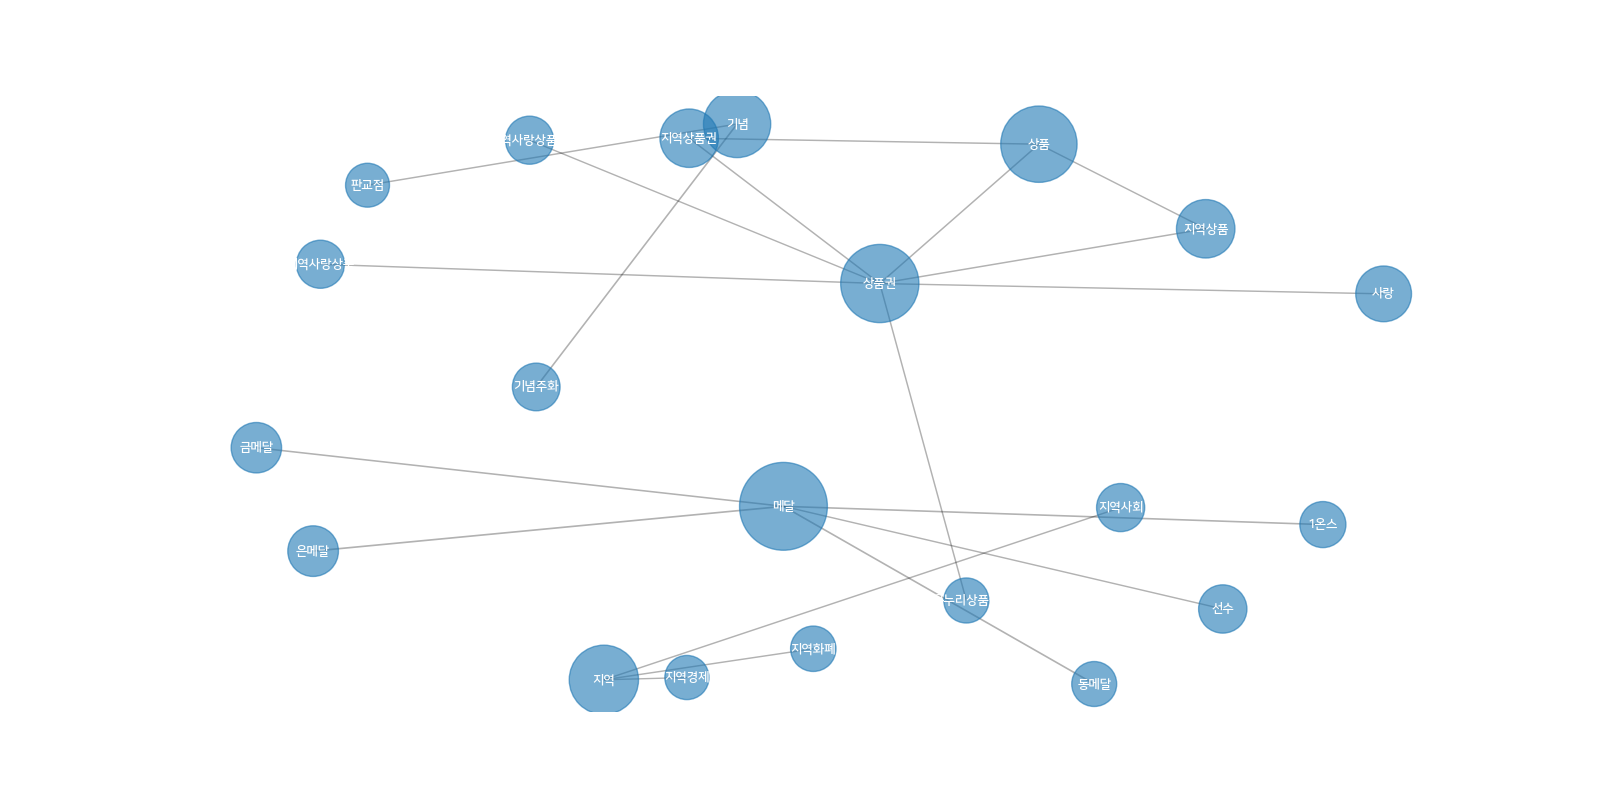 기념
역사랑상품
지역상품권
상품
판교점
지역상품
역사랑상
상품권
사랑
기념주화
금메달
메달
지역사회
1온스
은메달
누리상품
선수
지역화폐
지역
지역경제
동메달